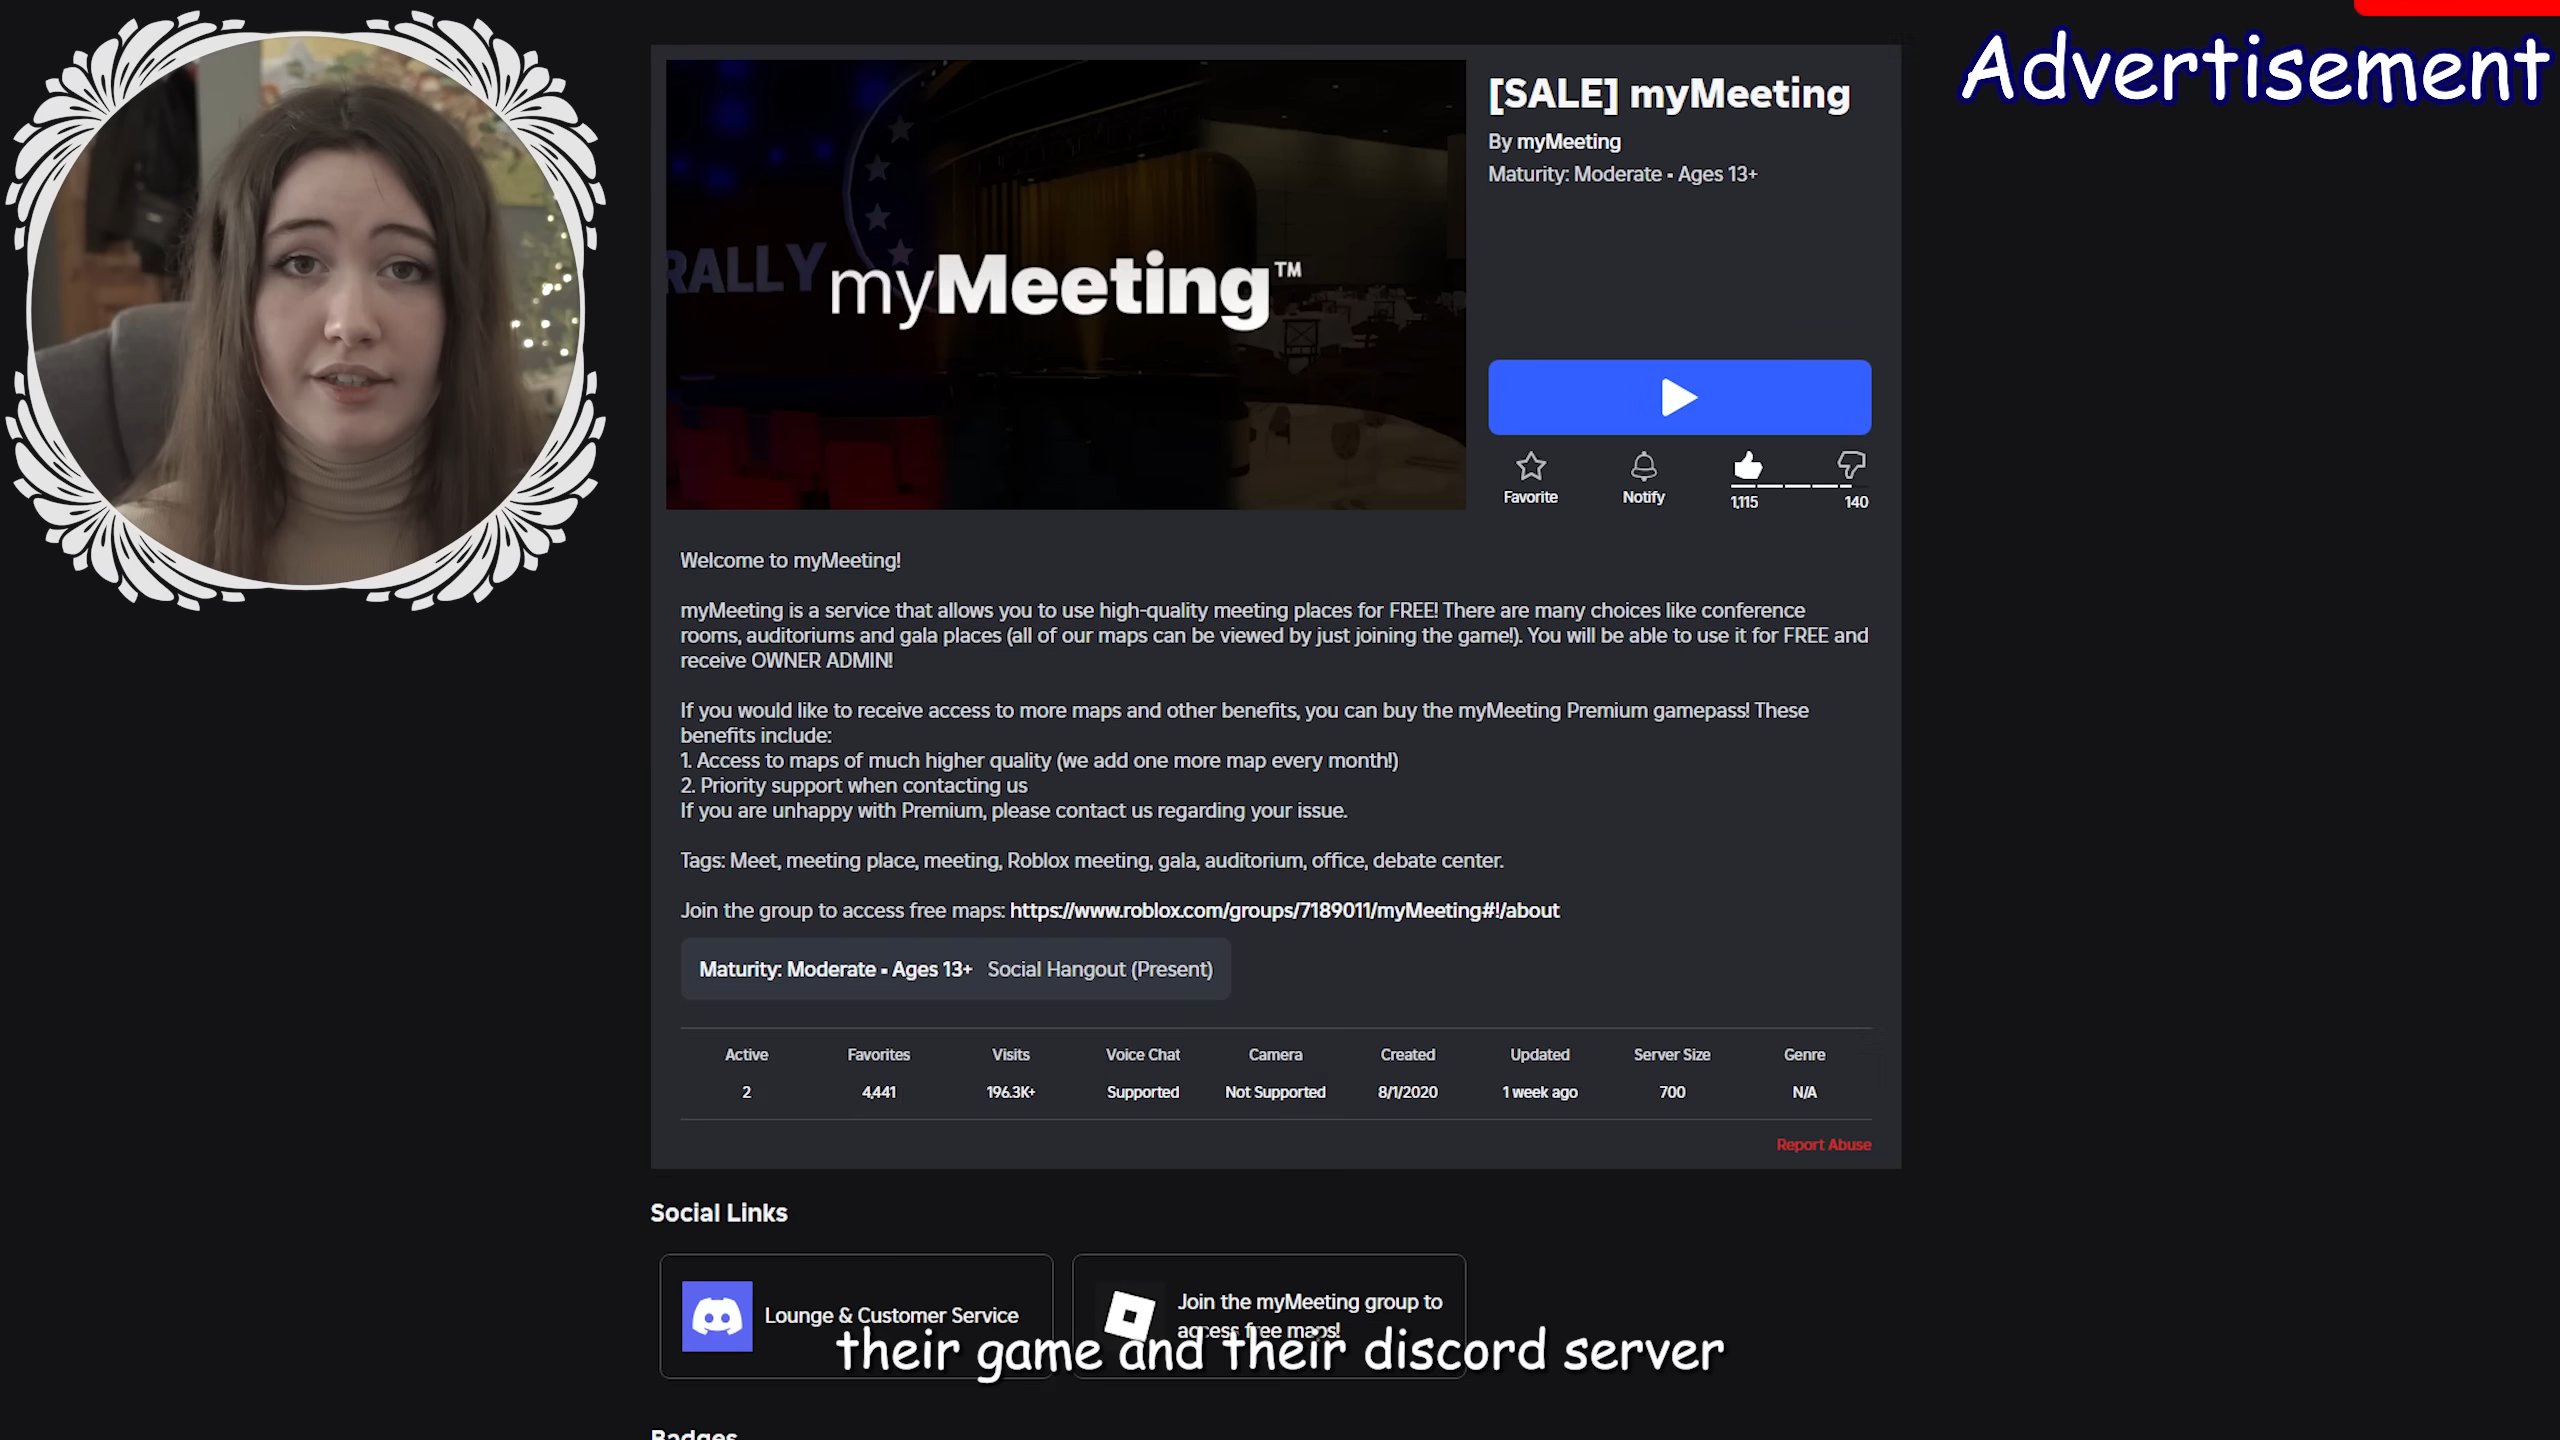 Advertisement
[SALE] myMeeting
By myMeeting
Maturity: Moderate • Ages 13+
RALLY
myMeeting™
Favorite
Notify
1,115
140
Welcome to myMeeting!
myMeeting is a service that allows you to use high-quality meeting places for FREE! There are many choices like conference
rooms, auditoriums and gala places (all of our maps can be viewed by just joining the game!). You will be able to use it for FREE and
receive OWNER ADMIN!
If you would like to receive access to more maps and other benefits, you can buy the myMeeting Premium gamepass! These
benefits include:
1. Access to maps of much higher quality (we add one more map every month!)
2. Priority support when contacting us
If you are unhappy with Premium, please contact us regarding your issue.
Tags: Meet, meeting place, meeting, Roblox meeting, gala, auditorium, office, debate center.
Join the group to access free maps: https://www.roblox.com/groups/7189011/myMeeting#!/about
Maturity: Moderate • Ages 13+ Social Hangout (Present)
Active Favorites Visits Voice Chat Camera Created Updated Server Size Genre
2 4,441 196.3K+ Supported Not Supported 8/1/2020 1 week ago 700 N/A
Report Abuse
Social Links
Lounge & Customer Service
Join the myMeeting group to
access free maps!
their game and their discord server
Badges